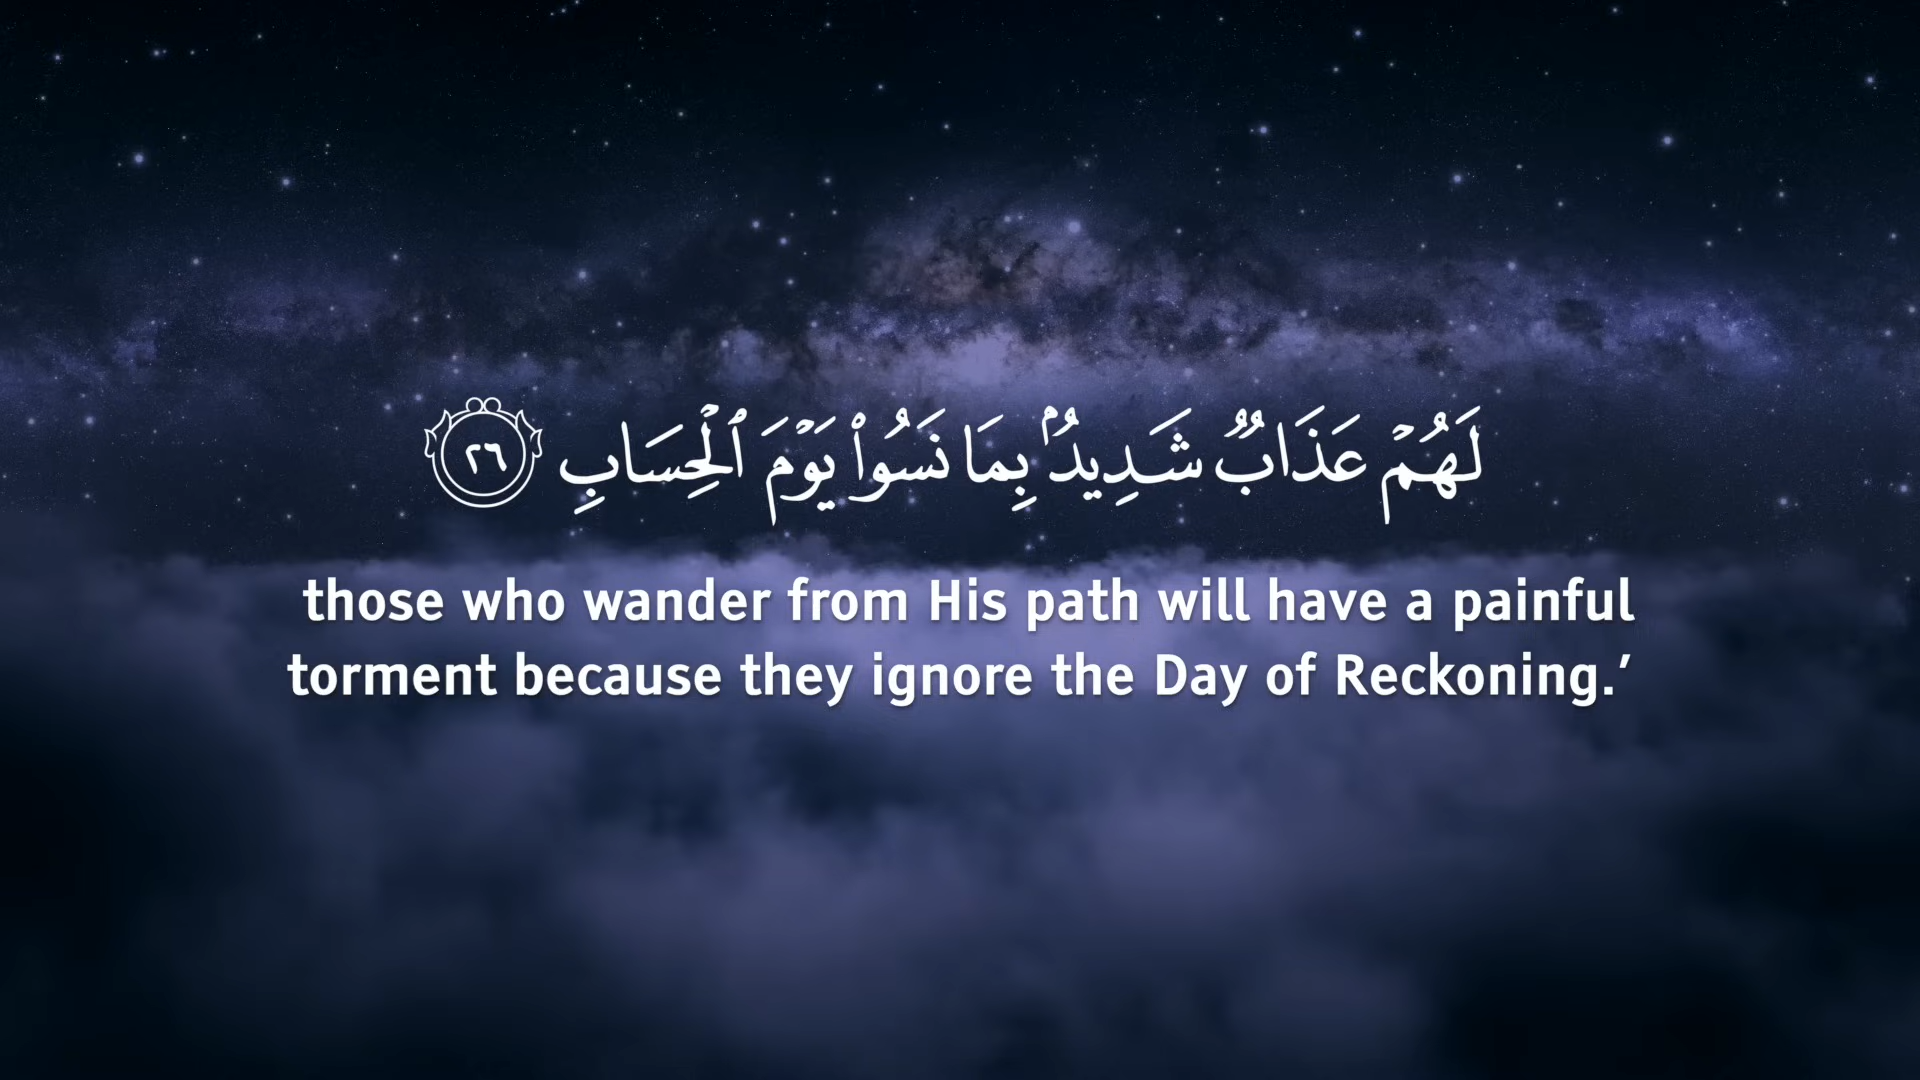 لَهُمۡ عَذَابٞ شَدِيدُۢ بِمَا نَسُواْ يَوۡمَ ٱلۡحِسَابِ ٢٦
those who wander from His path will have a painful
torment because they ignore the Day of Reckoning.’